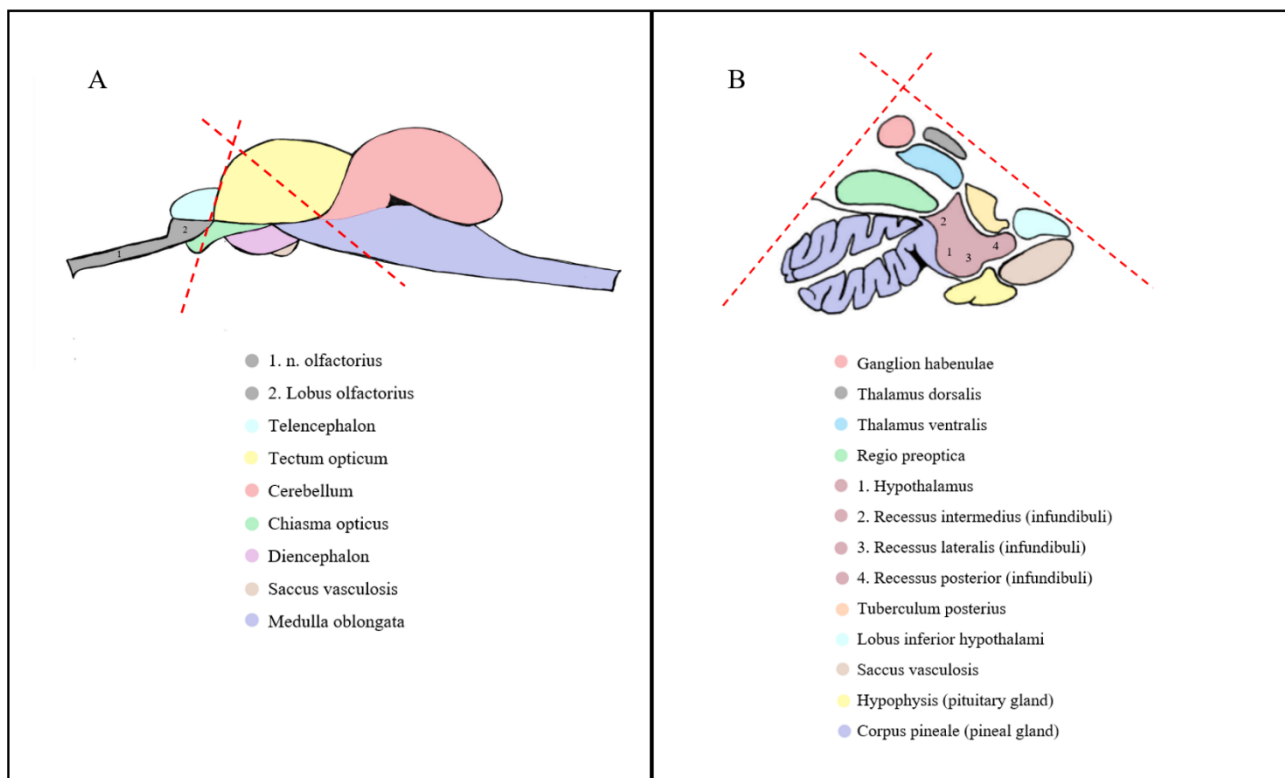 A
2
1
1. n. olfactorius
2. Lobus olfactorius
Telencephalon
Tectum opticum
Cerebellum
Chiasma opticus
Diencephalon
Saccus vasculosis
Medulla oblongata
B
2
1
3
4
Ganglion habenulae
Thalamus dorsalis
Thalamus ventralis
Regio preoptica
1. Hypothalamus
2. Recessus intermedius (infundibuli)
3. Recessus lateralis (infundibuli)
4. Recessus posterior (infundibuli)
Tuberculum posterius
Lobus inferior hypothalami
Saccus vasculosis
Hypophysis (pituitary gland)
Corpus pineale (pineal gland)